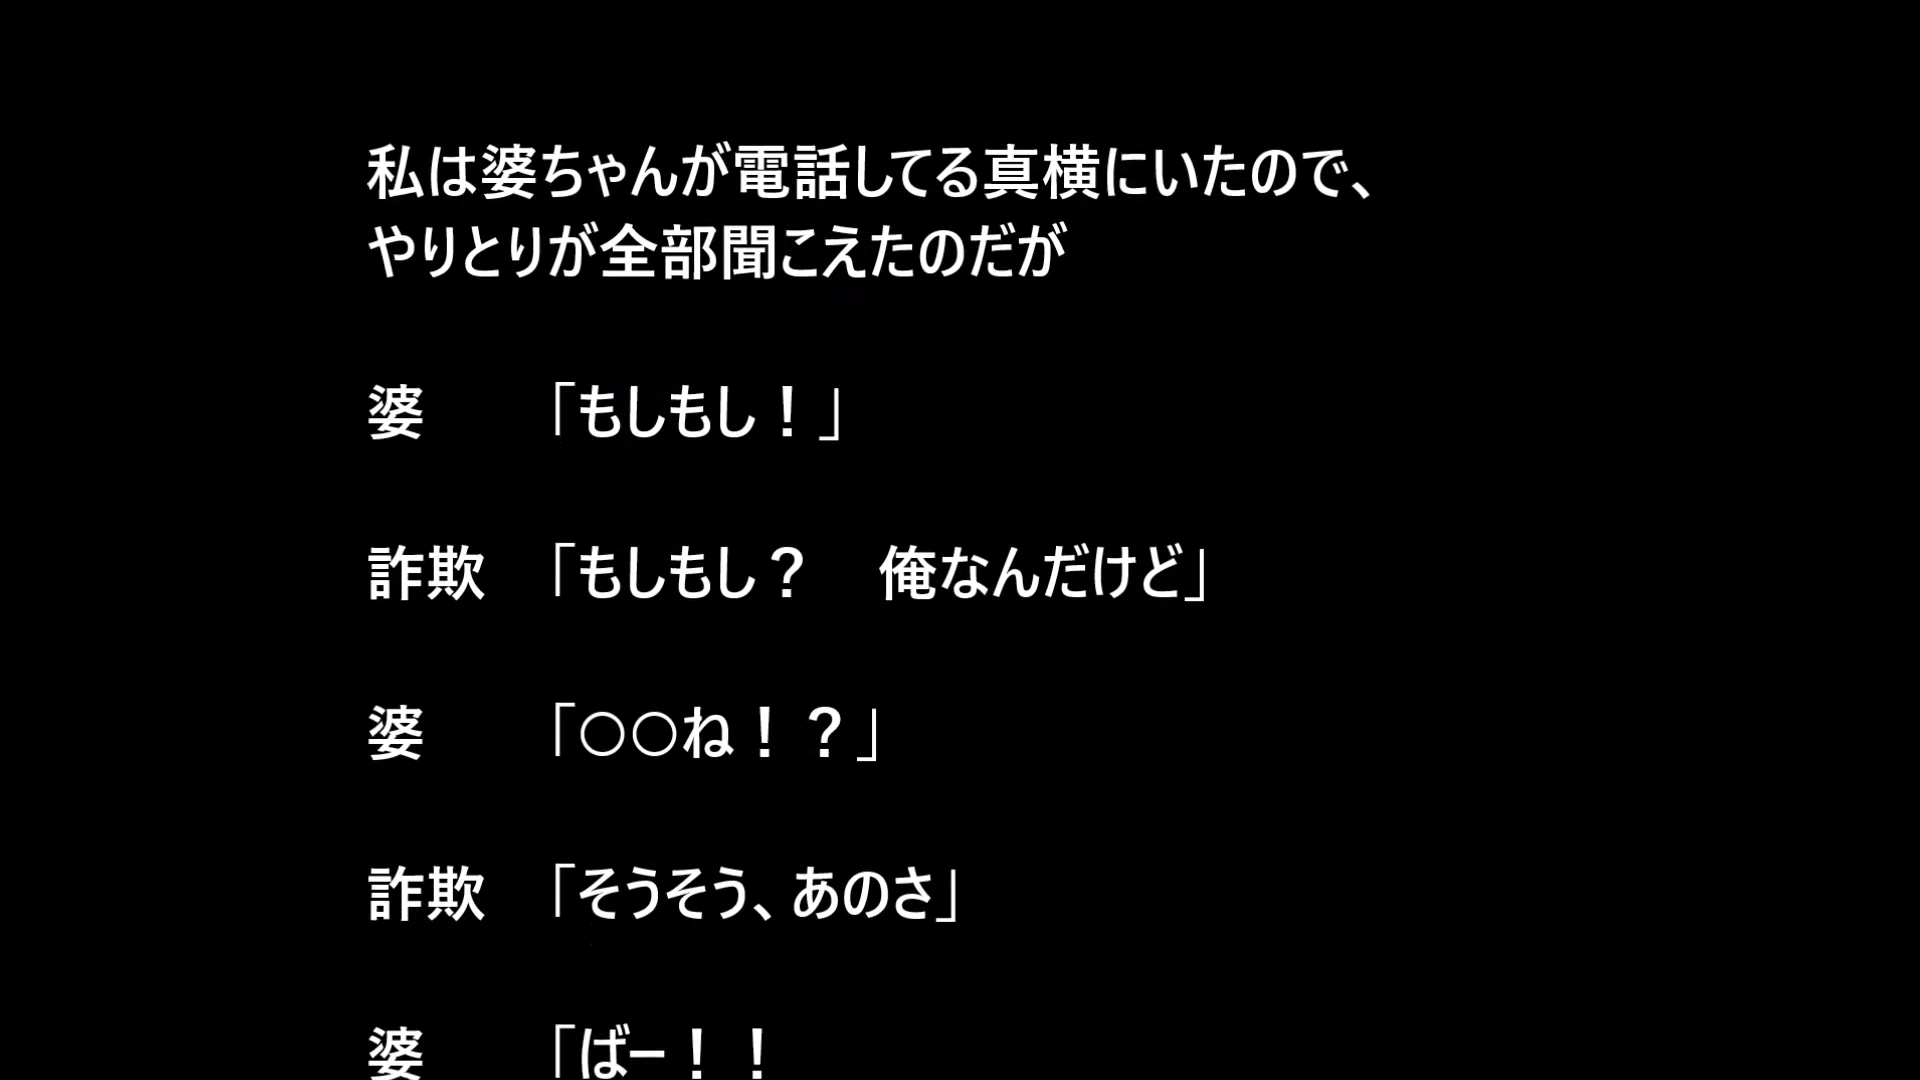 私は婆ちゃんが電話してる真横にいたので、
やりとりが全部聞こえたのだが
婆　　「もしもし！」
詐欺　「もしもし？　俺なんだけど」
婆　　「○○ね！？」
詐欺　「そうそう、あのさ」
婆　　「ばー！！